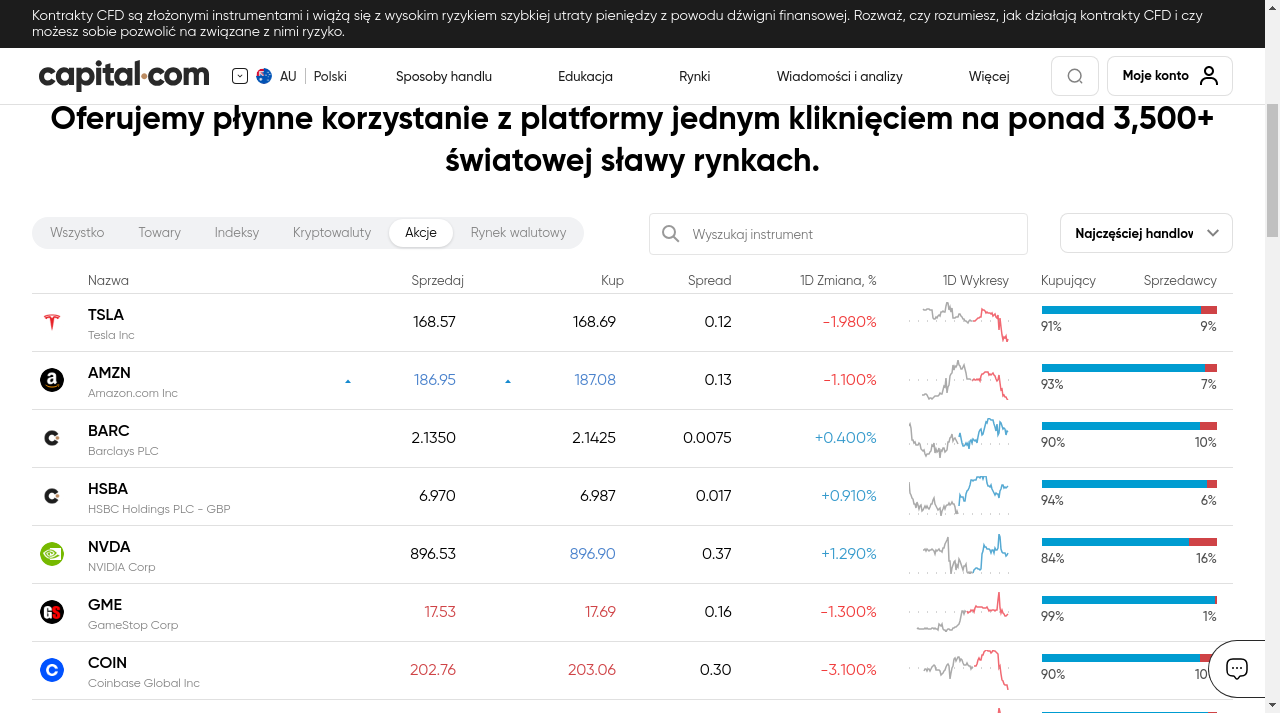 Kontrakty CFD są złożonymi instrumentami i wiążą się z wysokim ryzykiem szybkiej utraty pieniędzy z powodu dźwigni finansowej. Rozważ, czy rozumiesz, jak działają kontrakty CFD i czy
możesz sobie pozwolić na związane z nimi ryzyko.
capital.com AU Polski Sposoby handlu Edukacja Rynki Wiadomości i analizy Więcej Moje konto
Oferujemy płynne korzystanie z platformy jednym kliknięciem na ponad 3,500+
światowej sławy rynkach.
Wszystko Towary Indeksy Kryptowaluty Akcje Rynek walutowy Wyszukaj instrument Najczęściej handlow
Nazwa Sprzedaj Kup Spread 1D Zmiana, % 1D Wykresy Kupujący Sprzedawcy
TSLA 168.57 168.69 0.12 -1.980% 91% 9%
Tesla Inc
AMZN 186.95 187.08 0.13 -1.100% 93% 7%
Amazon.com Inc
BARC 2.1350 2.1425 0.0075 +0.400% 90% 10%
Barclays PLC
HSBA 6.970 6.987 0.017 +0.910% 94% 6%
HSBC Holdings PLC - GBP
NVDA 896.53 896.90 0.37 +1.290% 84% 16%
NVIDIA Corp
GME 17.53 17.69 0.16 -1.300% 99% 1%
GameStop Corp
COIN 202.76 203.06 0.30 -3.100% 90% 10
Coinbase Global Inc